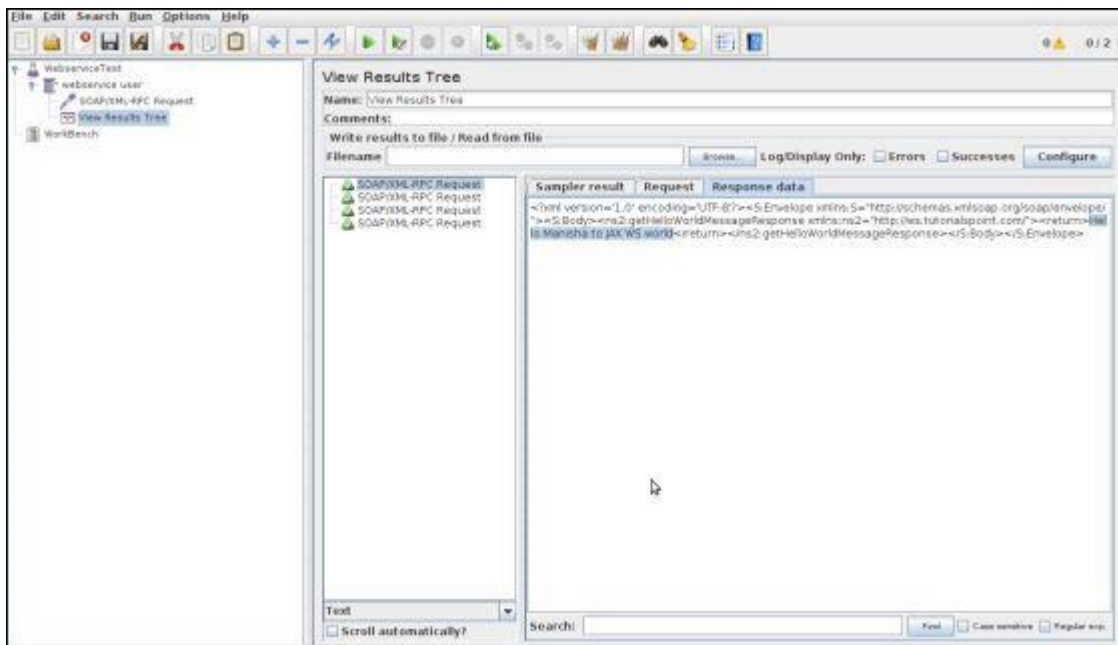 File Edit Search Run Options Help
0 0/2
WebserviceTest
webservice user
SOAP/XML-RPC Request
View Results Tree
WorkBench
View Results Tree
Name: View Results Tree
Comments:
Write results to file / Read from file
Filename Browse... Log/Display Only: Errors Successes Configure
SOAP/XML-RPC Request
SOAP/XML-RPC Request
SOAP/XML-RPC Request
SOAP/XML-RPC Request
Text
Scroll automatically?
Sampler result Request Response data
<?xml version='1.0' encoding='UTF-8'?><S:Envelope xmlns:S="http://schemas.xmlsoap.org/soap/envelope/
"><S:Body><ns2:getHelloWorldMessageResponse xmlns:ns2="http://ws.tutorialspoint.com/"><return>Hel
lo Manisha to JAX WS world</return></ns2:getHelloWorldMessageResponse></S:Body></S:Envelope>
Search: Find Case sensitive Regular exp.